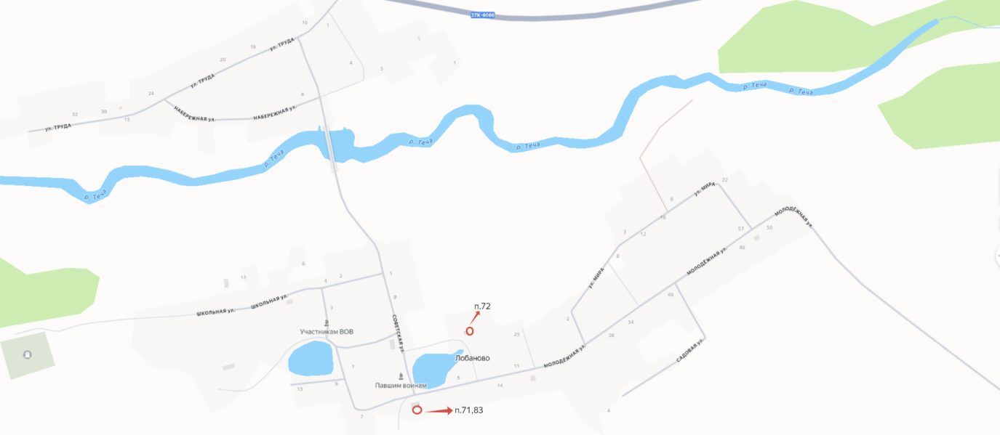 37К-0006
10
1
ул. ТРУДА
16
5
20
4
1
3
ул. ТРУДА
24
8
р. Теча
р. Теча
НАБЕРЕЖНАЯ ул.
НАБЕРЕЖНАЯ ул.
32
30
15
ул. ТРУДА
р. Теча
р. Теча
р. Теча
р. Теча
22
ул. МИРА
9
16
МОЛОДЁЖНАЯ ул.
3
12
57
50
46
8
МОЛОДЁЖНАЯ ул.
6
14
4
2
1
ул. МИРА
ШКОЛЬНАЯ ул.
ШКОЛЬНАЯ ул.
3
40
п.72
2
34
СОВЕТСКАЯ ул.
Участникам ВОВ
7
23
28
САДОВАЯ ул.
Лобаново
МОЛОДЁЖНАЯ ул.
7
11
5
14
13
9
Павшим воинам
2
п.71,83
4